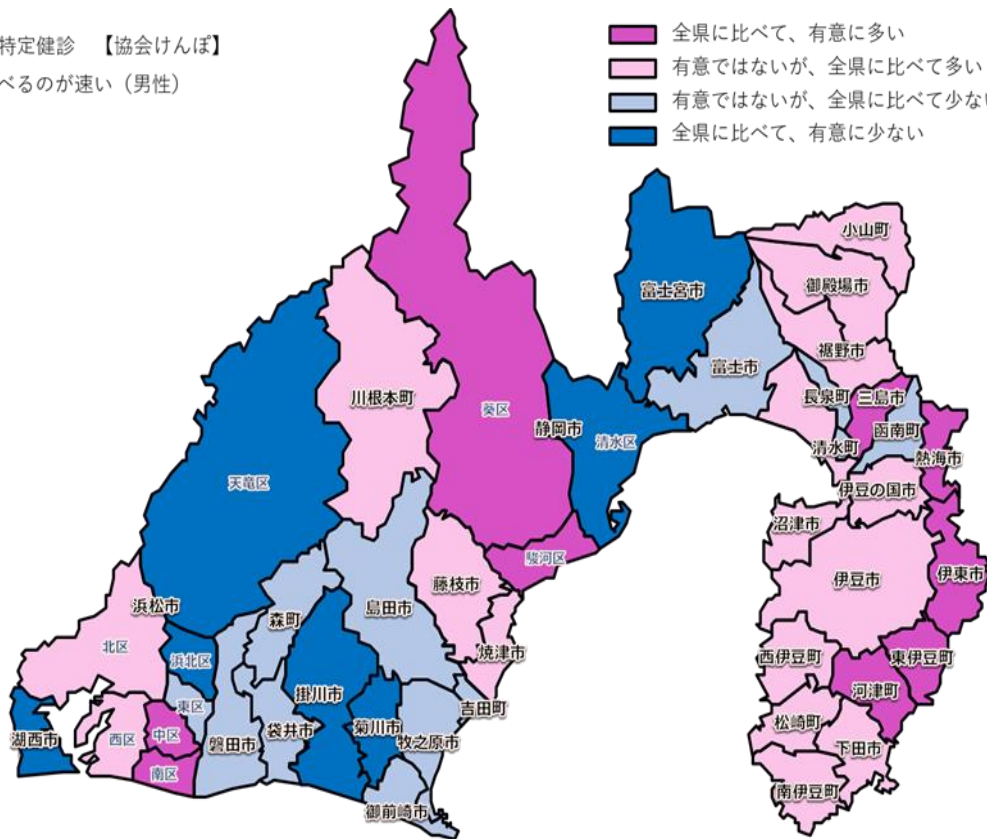 特定健診 【協会けんぽ】
べるのが速い（男性）
全県に比べて、有意に多い
有意ではないが、全県に比べて多い
有意ではないが、全県に比べて少ない
全県に比べて、有意に少ない
小山町
御殿場市
富士宮市
裾野市
富士市
長泉町
三島市
川根本町
葵区
静岡市
清水区
清水町
函南町
熱海市
天竜区
伊豆の国市
沼津市
駿河区
伊豆市
伊東市
藤枝市
浜松市
島田市
森町
北区
浜北区
焼津市
西伊豆町
東伊豆町
掛川市
河津町
東区
吉田町
湖西市
西区
中区
磐田市
袋井市
菊川市
牧之原市
松崎町
下田市
南区
御前崎市
南伊豆町